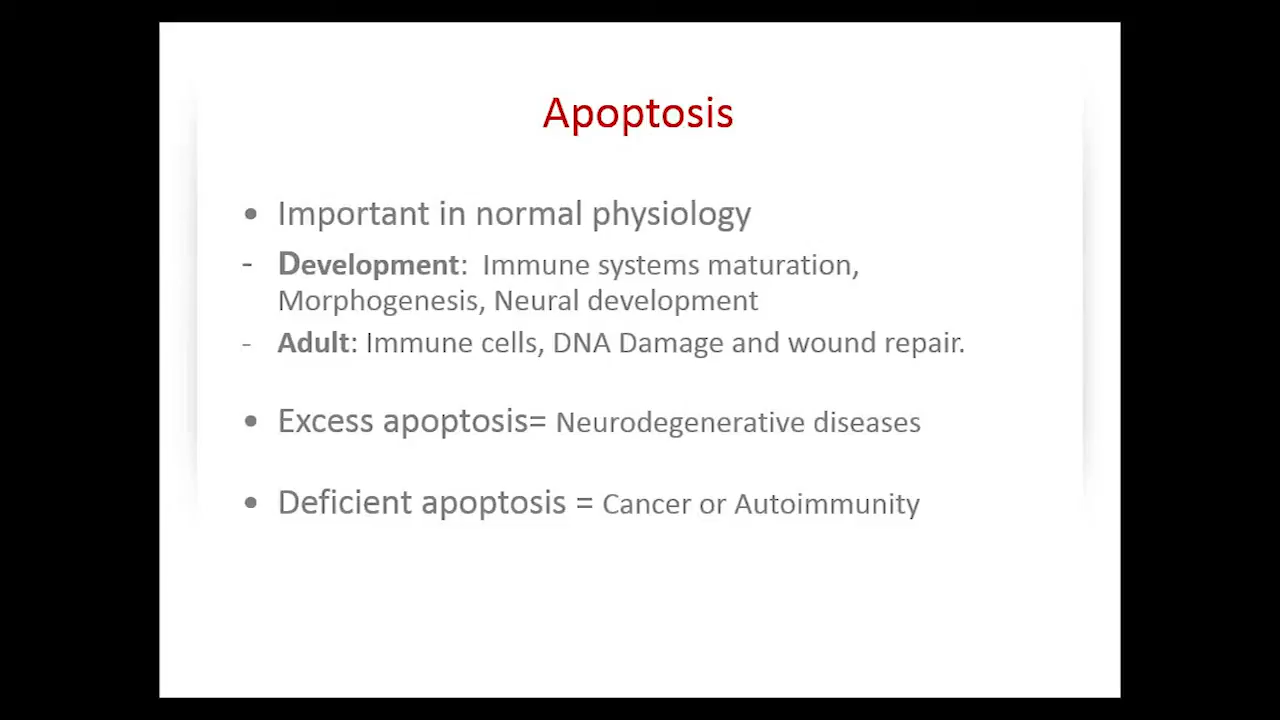 Apoptosis
• Important in normal physiology
- Development: Immune systems maturation,
Morphogenesis, Neural development
- Adult: Immune cells, DNA Damage and wound repair.
• Excess apoptosis= Neurodegenerative diseases
• Deficient apoptosis = Cancer or Autoimmunity